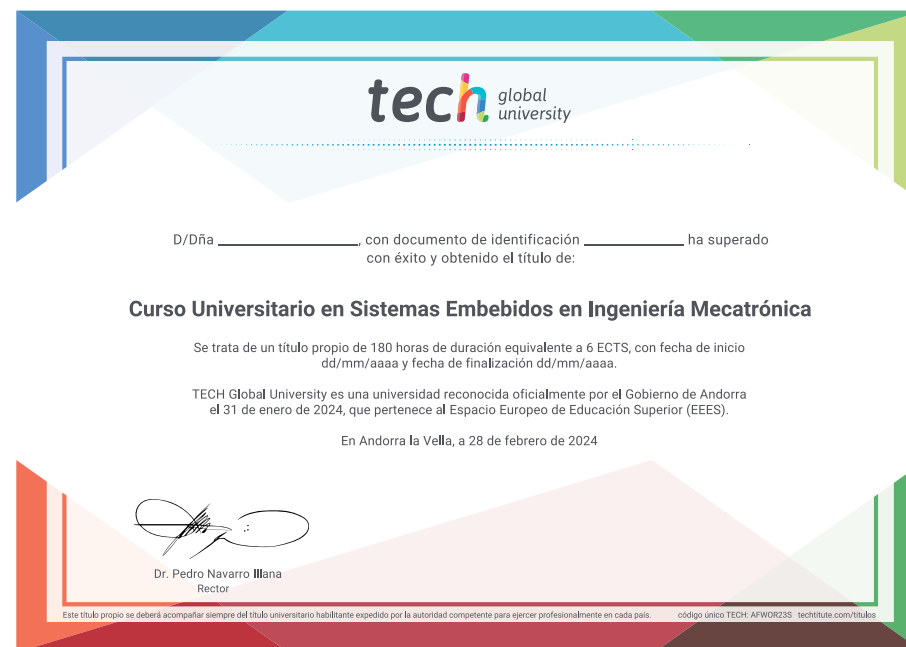 tech global university
D/Dña ____________________, con documento de identificación ______________ ha superado
con éxito y obtenido el título de:
Curso Universitario en Sistemas Embebidos en Ingeniería Mecatrónica
Se trata de un título propio de 180 horas de duración equivalente a 6 ECTS, con fecha de inicio
dd/mm/aaaa y fecha de finalización dd/mm/aaaa.
TECH Global University es una universidad reconocida oficialmente por el Gobierno de Andorra
el 31 de enero de 2024, que pertenece al Espacio Europeo de Educación Superior (EEES).
En Andorra la Vella, a 28 de febrero de 2024
Dr. Pedro Navarro Illana
Rector
Este título propio se deberá acompañar siempre del título universitario habilitante expedido por la autoridad competente para ejercer profesionalmente en cada país. código único TECH: AFWOR23S techtitute.com/titulos